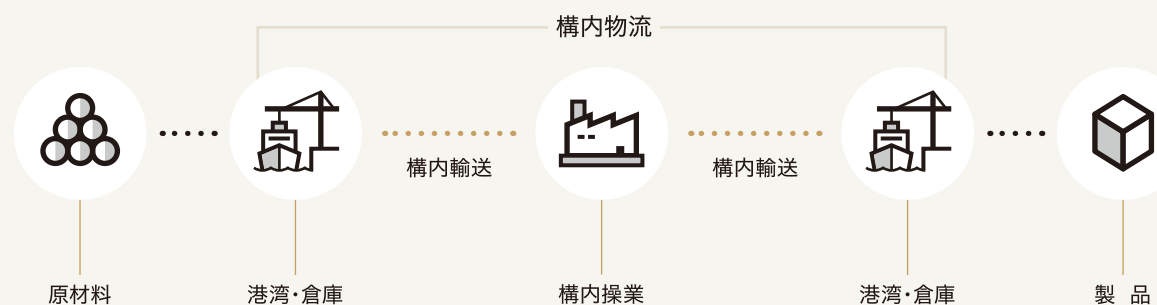 構内物流
構内輸送
構内輸送
原材料
港湾・倉庫
構内操業
港湾・倉庫
製 品